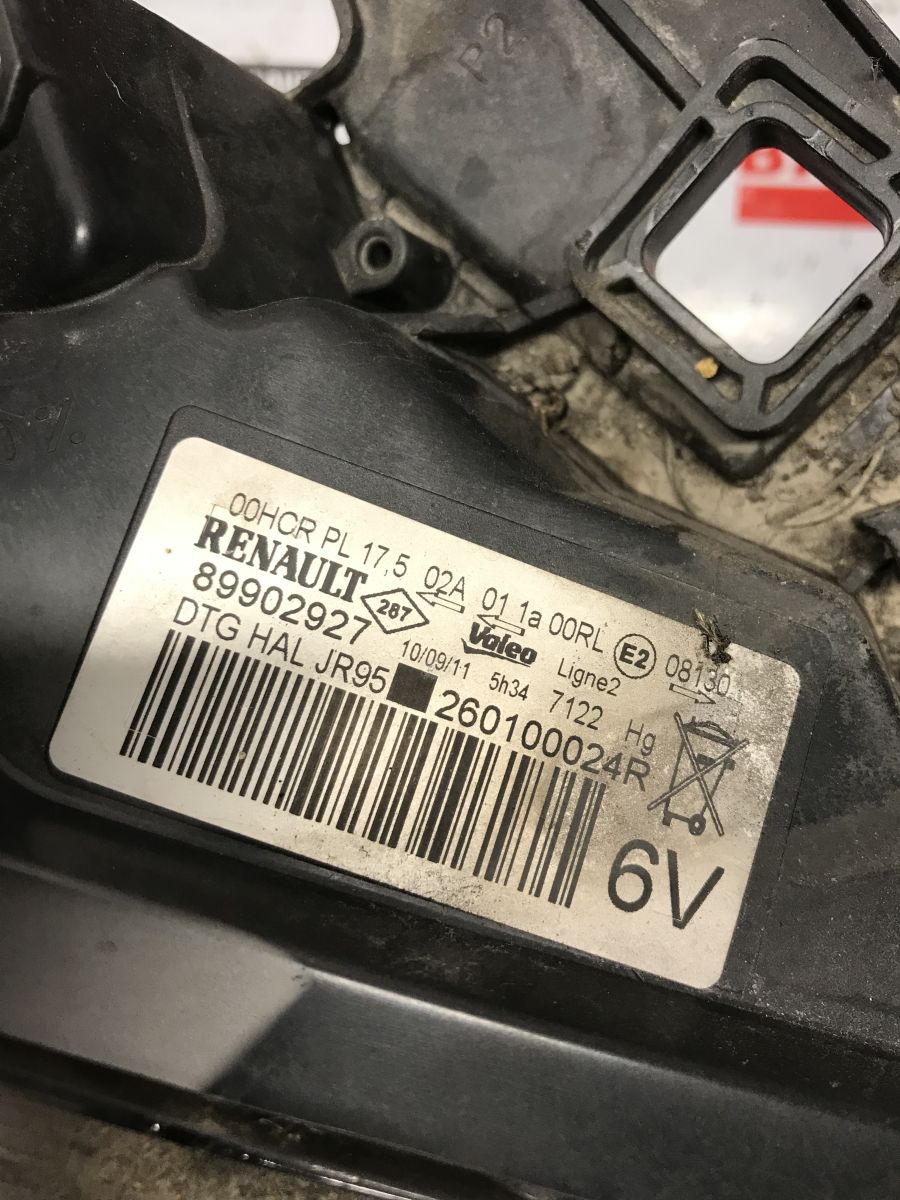 P2
00HCR PL 17,5 02A 01 1a 00RL E2 08130
RENAULT 287 Valeo Ligne2
89902927 10/09/11 5h34 7122 Hg
DTG HAL JR95 260100024R
6V